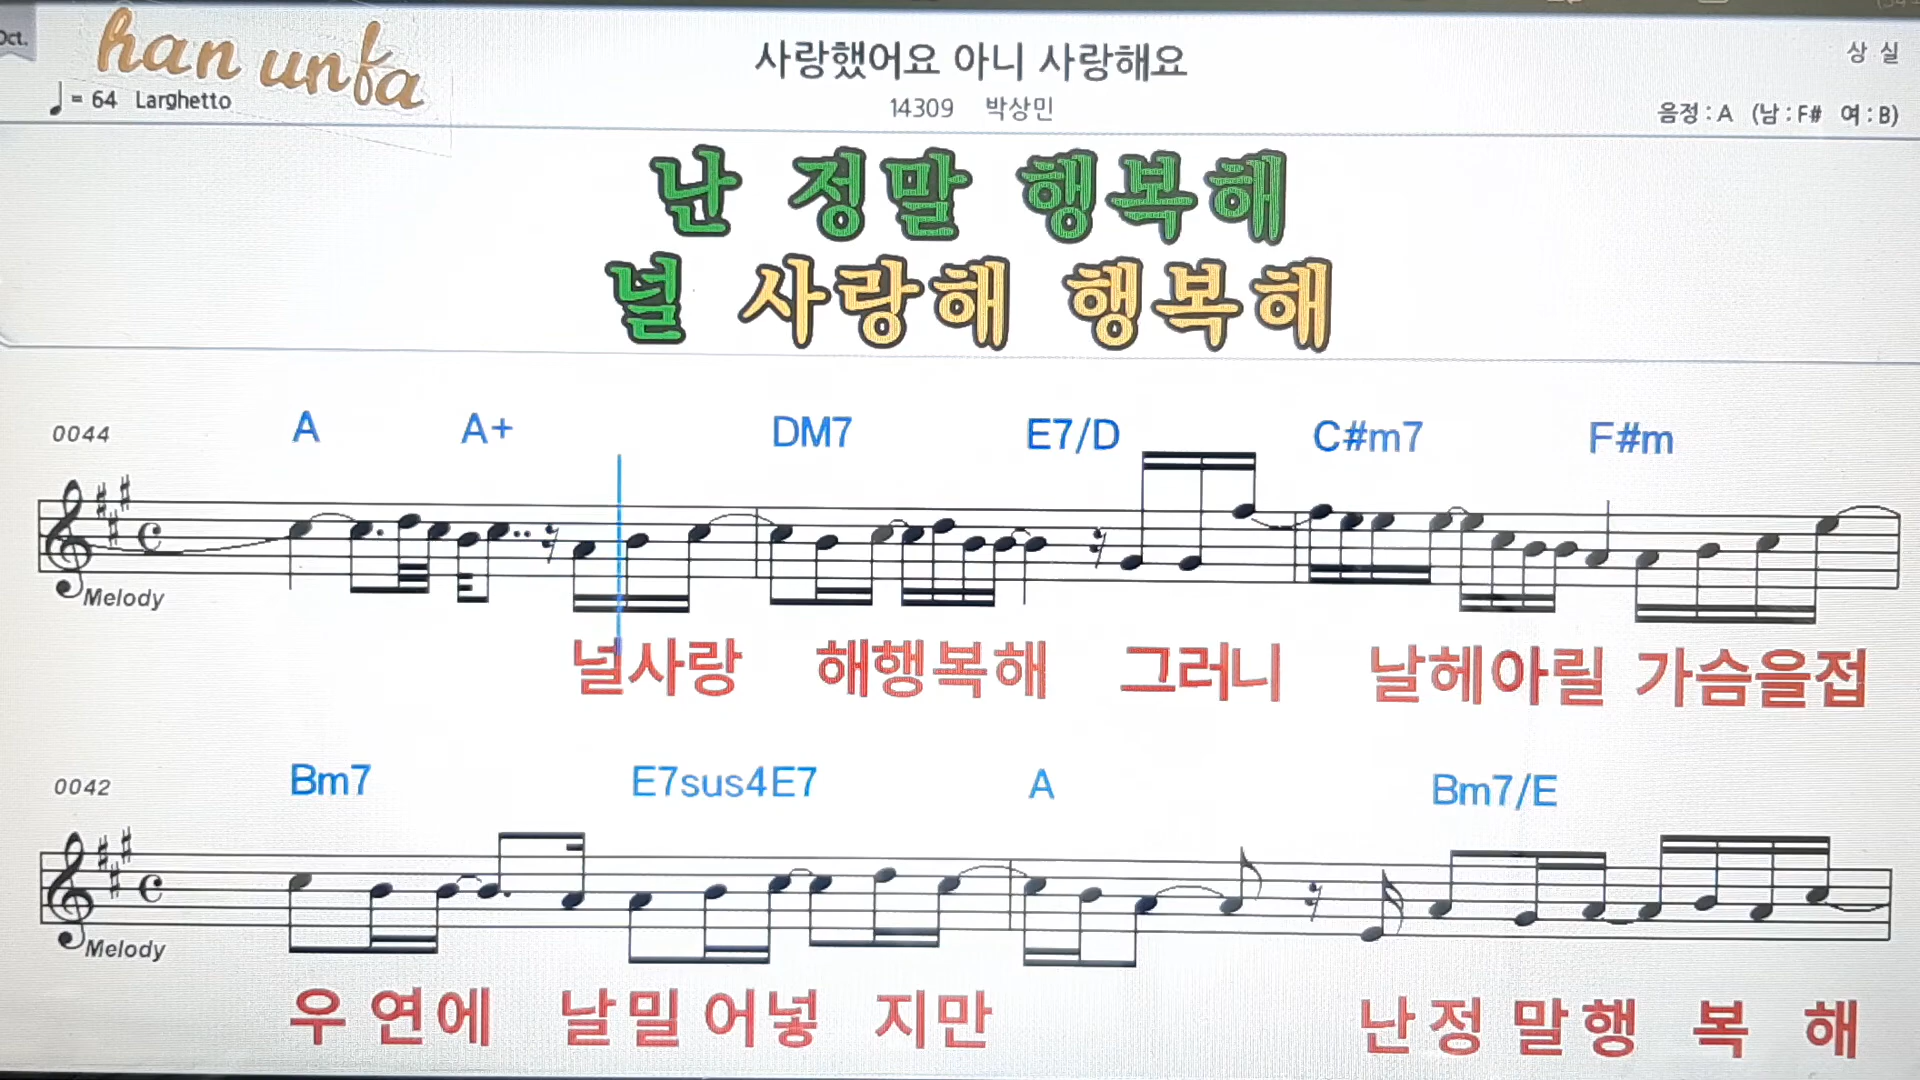 Oct.
han unfa
사랑했어요 아니 사랑해요
상 실
= 64 Larghetto
14309 박상민
음정 : A (남 : F# 여 : B)
난 정말 행복해
널 사랑해 행복해
0044 A A+ DM7 E7/D C#m7 F#m
Melody
널사랑 해행복해 그러니 날헤아릴 가슴을접
0042 Bm7 E7sus4 E7 A Bm7/E
Melody
우 연에 날밀 어넣 지만 난정 말행 복 해